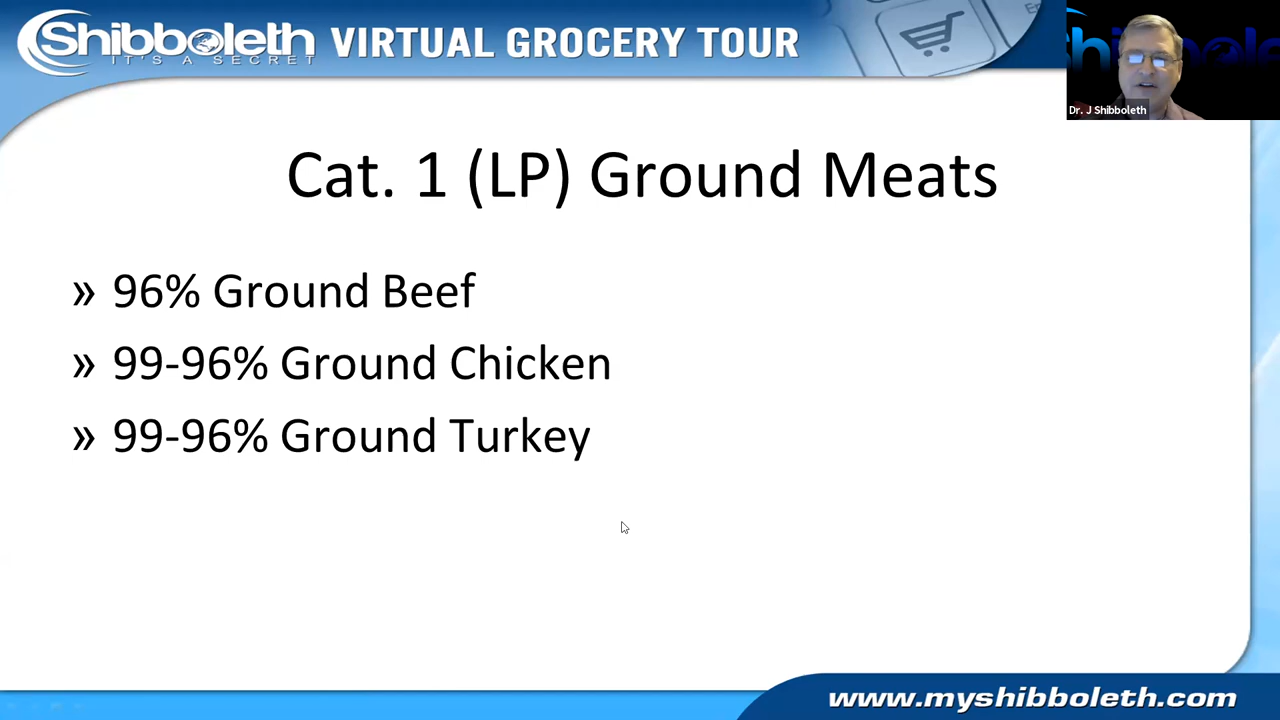 Shibboleth VIRTUAL GROCERY TOUR
IT'S A SECRET
Dr. J Shibboleth
Cat. 1 (LP) Ground Meats
» 96% Ground Beef
» 99-96% Ground Chicken
» 99-96% Ground Turkey
www.myshibboleth.com